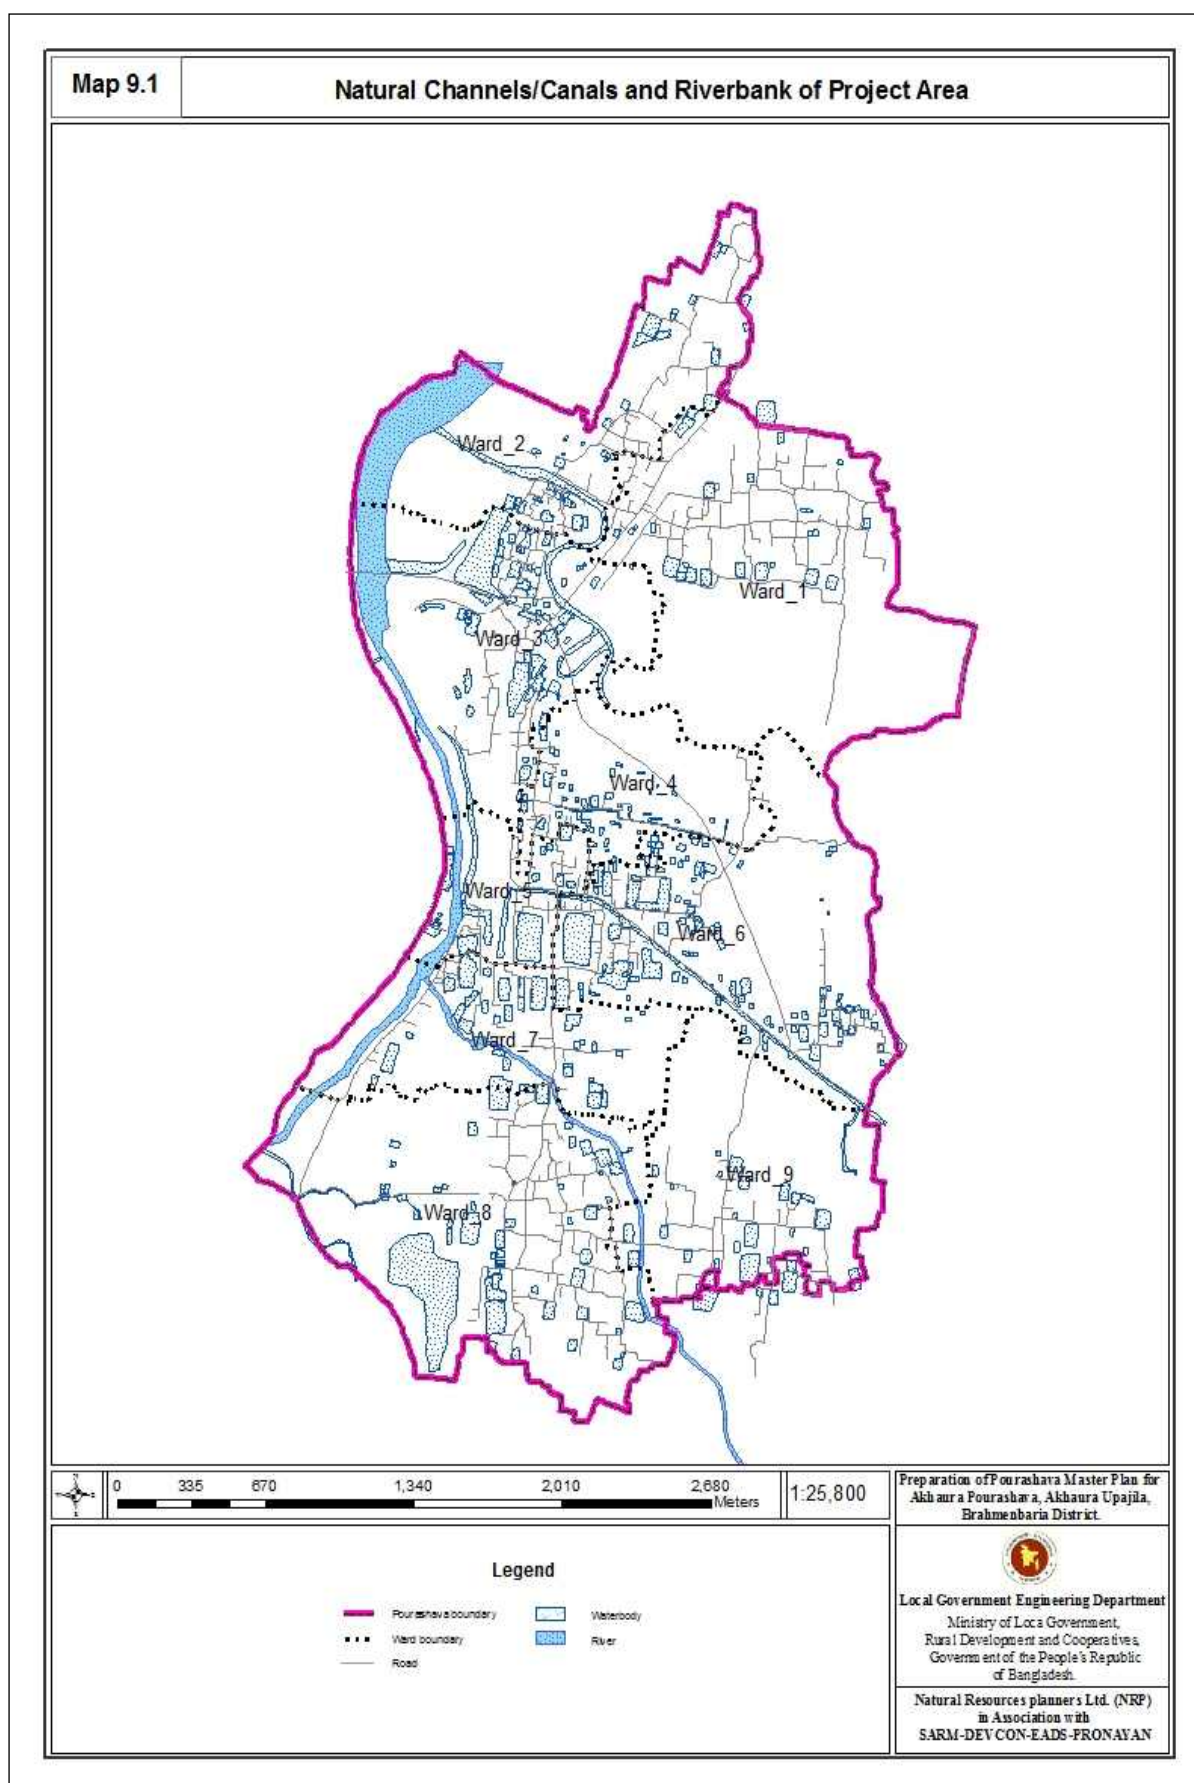 Map 9.1
Natural Channels/Canals and Riverbank of Project Area
Ward_2
Ward_1
Ward_3
Ward_4
Ward_5
Ward_6
Ward_7
Ward_9
Ward_8
0 335 670 1,340 2,010 2,680
Meters
1:25,800
Preparation of Pourashava Master Plan for
Akhaura Pourashava, Akhaura Upajila,
Brahmenbaria District.
Legend
Pourashava boundary
Waterbody
Ward boundary
River
Road
Local Government Engineering Department
Ministry of Loca Government,
Rural Development and Cooperatives,
Government of the People's Republic
of Bangladesh.
Natural Resources planners Ltd. (NRP)
in Association with
SARM-DEVCON-EADS-PRONAYAN